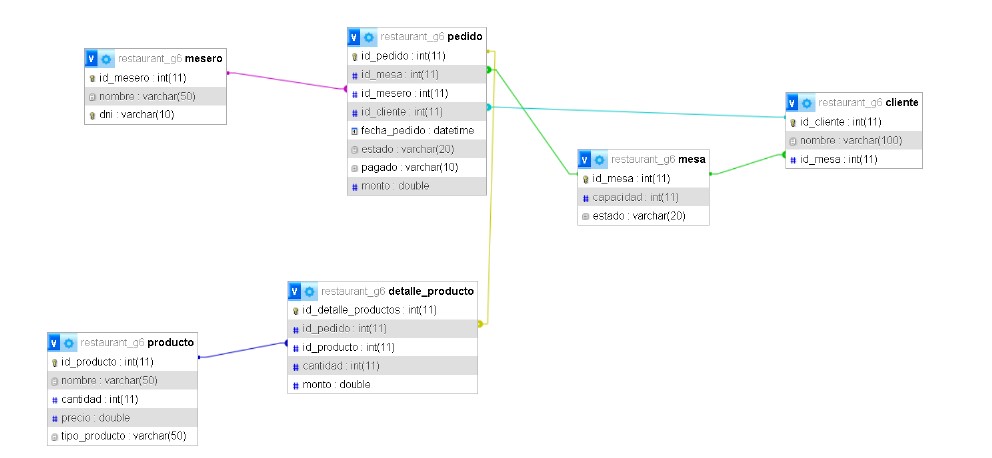 restaurant_g6 mesero
id_mesero : int(11)
nombre : varchar(50)
dni : varchar(10)
restaurant_g6 pedido
id_pedido : int(11)
id_mesa : int(11)
id_mesero : int(11)
id_cliente : int(11)
fecha_pedido : datetime
estado : varchar(20)
pagado : varchar(10)
monto : double
restaurant_g6 cliente
id_cliente : int(11)
nombre : varchar(100)
id_mesa : int(11)
restaurant_g6 mesa
id_mesa : int(11)
capacidad : int(11)
estado : varchar(20)
restaurant_g6 detalle_producto
id_detalle_productos : int(11)
id_pedido : int(11)
id_producto : int(11)
cantidad : int(11)
monto : double
restaurant_g6 producto
id_producto : int(11)
nombre : varchar(50)
cantidad : int(11)
precio : double
tipo_producto : varchar(50)